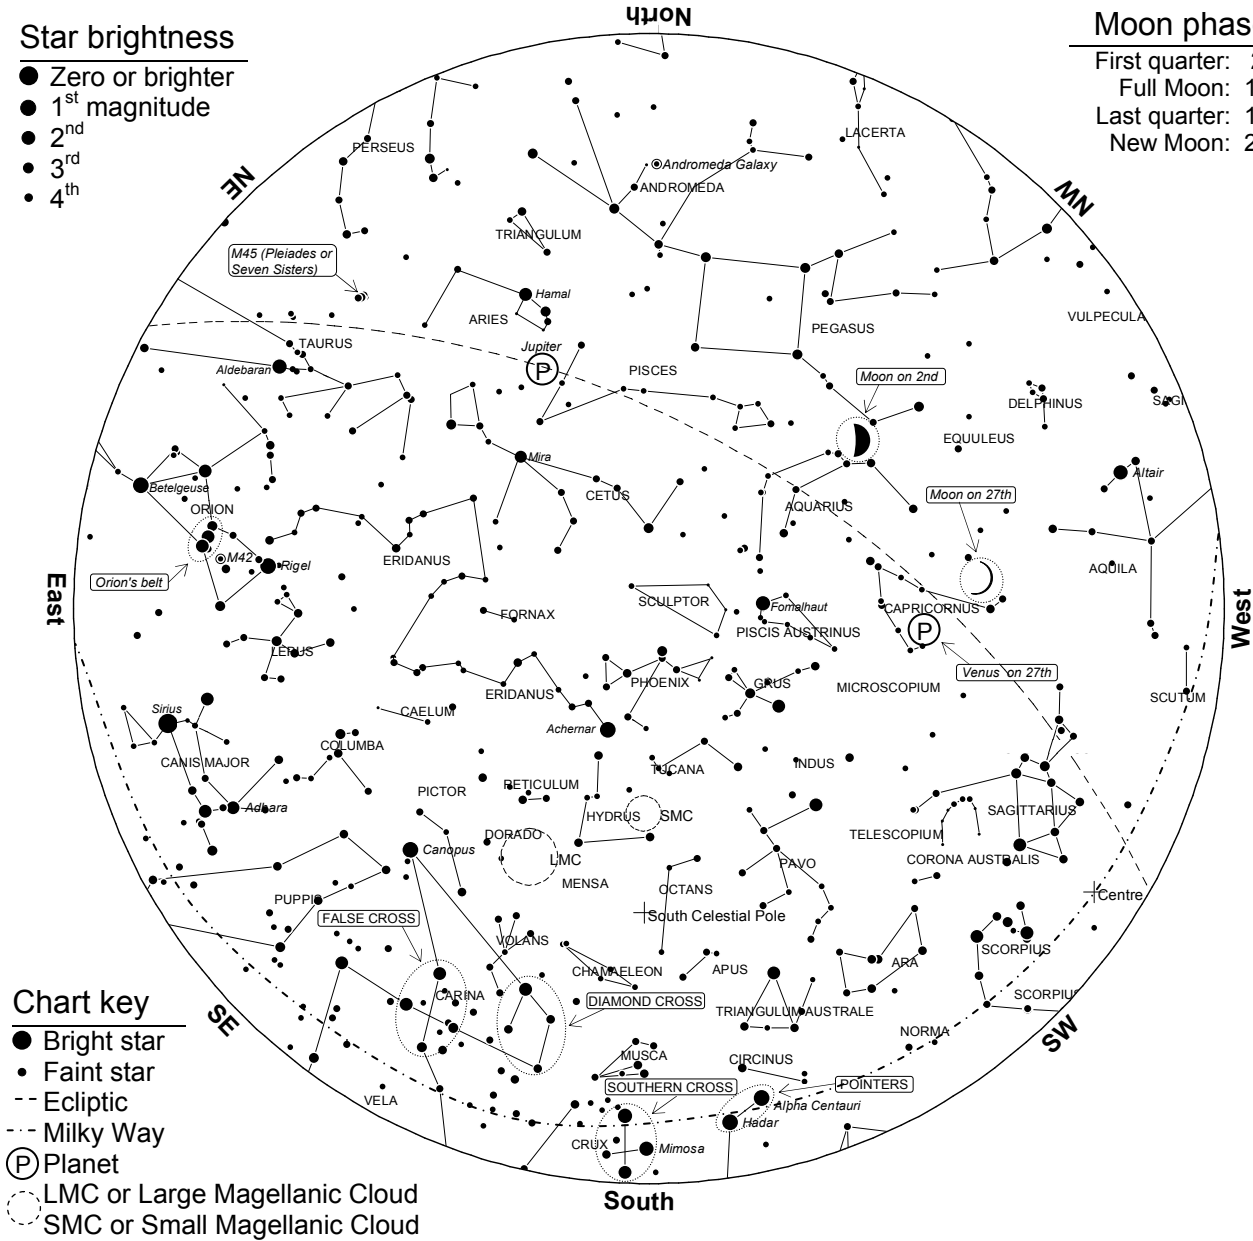 North
Star brightness
Zero or brighter
1st magnitude
2nd
3rd
4th
Moon phas
First quarter: 2
Full Moon: 1
Last quarter: 1
New Moon: 2
NE
NW
PERSEUS
LACERTA
Andromeda Galaxy
ANDROMEDA
TRIANGULUM
M45 (Pleiades or
Seven Sisters)
Hamal
ARIES
PEGASUS
VULPECULA
TAURUS
Jupiter
P
Aldebaran
PISCES
Moon on 2nd
DELPHINUS
SAGI
EQUULEUS
Mira
Altair
Betelgeuse
CETUS
Moon on 27th
ORION
AQUARIUS
M42
ERIDANUS
Rigel
AQUILA
Orion's belt
East
West
FORNAX
SCULPTOR
Fomalhaut
CAPRICORNUS
PISCIS AUSTRINUS
P
LEPUS
Venus on 27th
ERIDANUS
PHOENIX
GRUS
MICROSCOPIUM
SCUTUM
Sirius
CAELUM
Achernar
COLUMBA
CANIS MAJOR
TUCANA
INDUS
RETICULUM
PICTOR
Adhara
HYDRUS
SMC
SAGITTARIUS
DORADO
TELESCOPIUM
Canopus
LMC
PAVO
CORONA AUSTRALIS
MENSA
OCTANS
PUPPIS
Centre
FALSE CROSS
South Celestial Pole
VOLANS
SCORPIUS
CHAMAELEON
APUS
ARA
CARINA
DIAMOND CROSS
SCORPIUS
TRIANGULUM AUSTRALE
SE
SW
NORMA
MUSCA
CIRCINUS
SOUTHERN CROSS
POINTERS
VELA
Alpha Centauri
Hadar
CRUX
Mimosa
South
Chart key
Bright star
Faint star
Ecliptic
Milky Way
P Planet
LMC or Large Magellanic Cloud
SMC or Small Magellanic Cloud